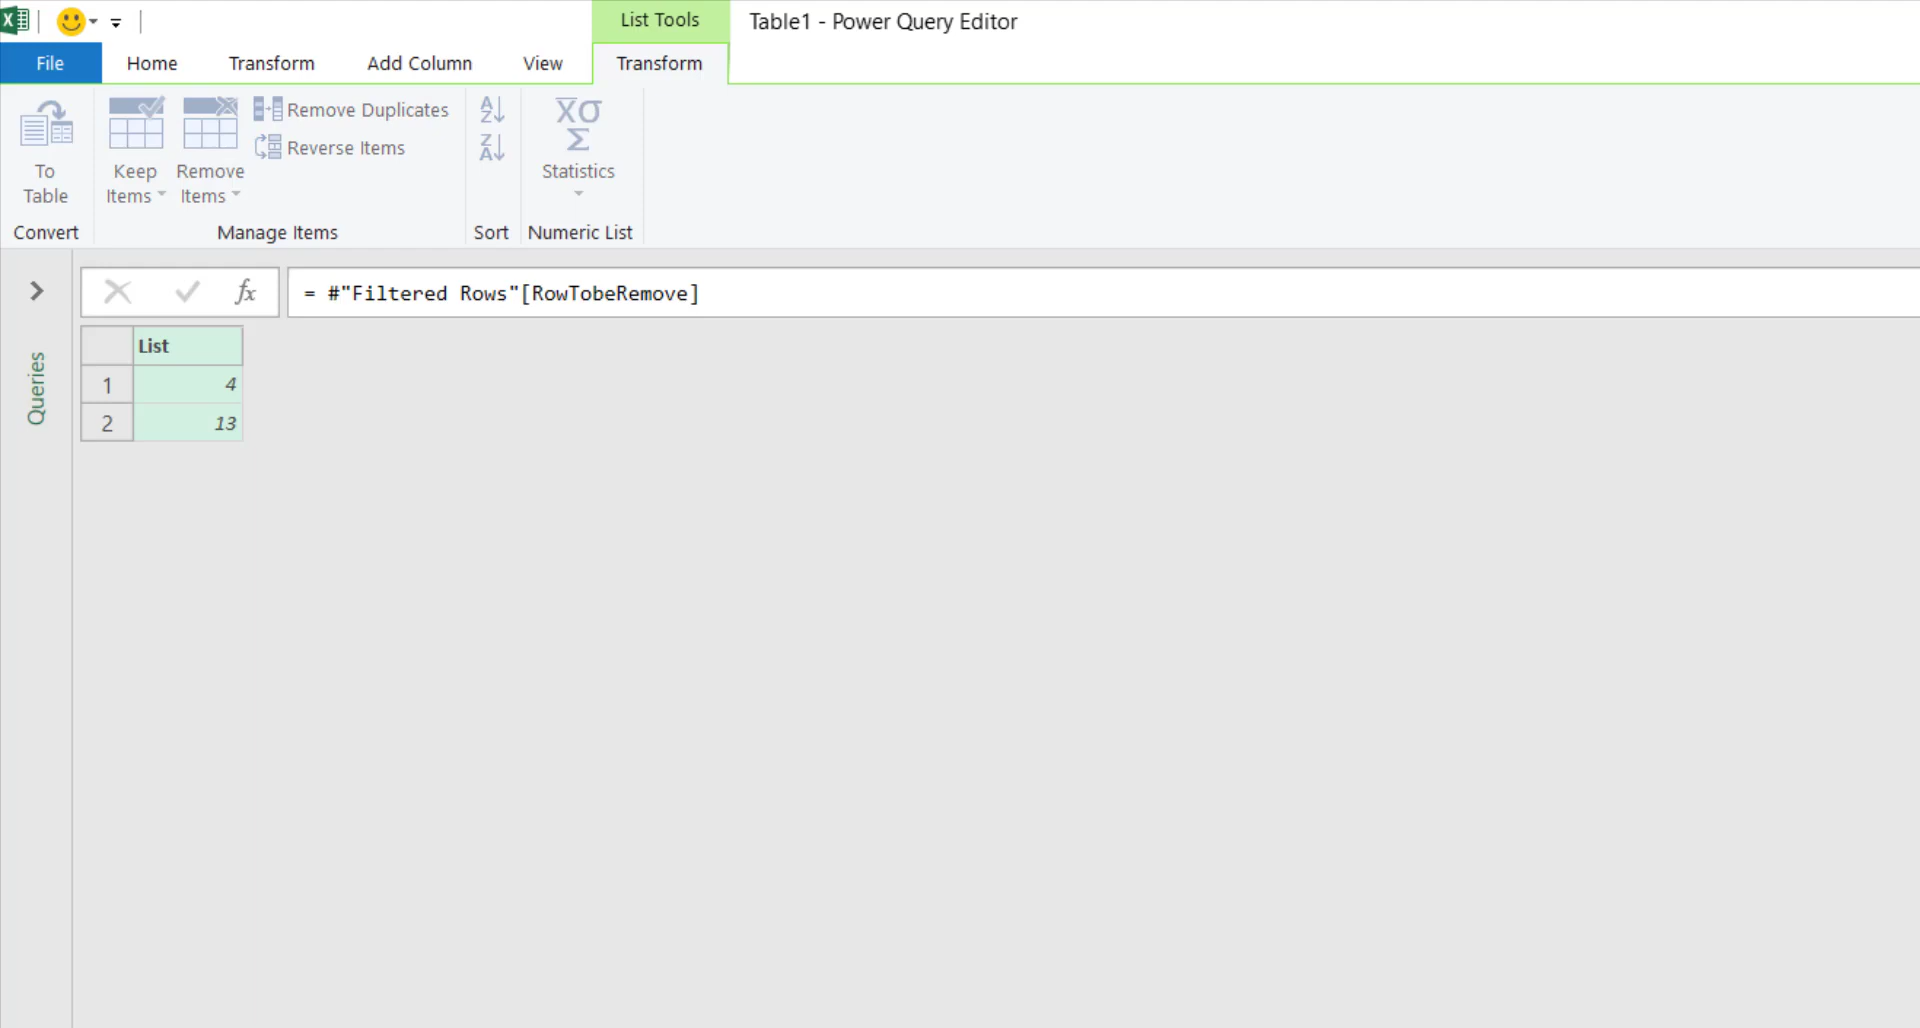 List Tools
Table1 - Power Query Editor
File
Home
Transform
Add Column
View
Transform
To
Table
Keep
Items
Remove
Items
Remove Duplicates
Reverse Items
A
Z
Z
A
X̅σ
Σ
Statistics
Convert
Manage Items
Sort
Numeric List
fx
= #"Filtered Rows"[RowTobeRemove]
Queries
List
1
4
2
13